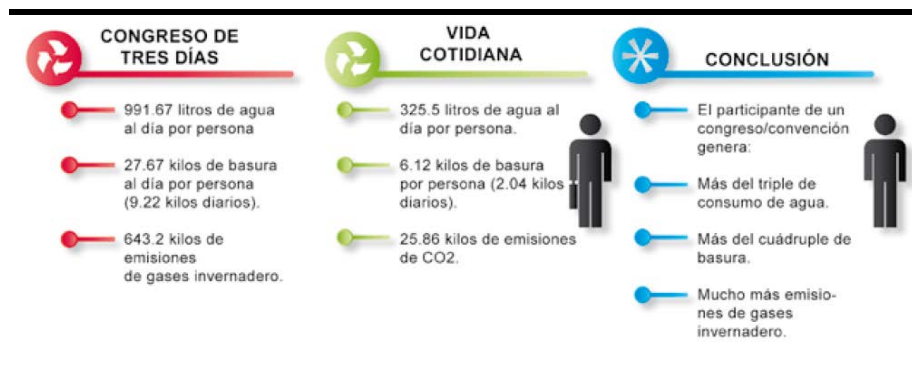 CONGRESO DE
TRES DÍAS
991.67 litros de agua
al día por persona
27.67 kilos de basura
al día por persona
(9.22 kilos diarios).
643.2 kilos de
emisiones
de gases invernadero.
VIDA
COTIDIANA
325.5 litros de agua al
día por persona.
6.12 kilos de basura
por persona (2.04 kilos
diarios).
25.86 kilos de emisiones
de CO2.
CONCLUSIÓN
El participante de un
congreso/convención
genera:
Más del triple de
consumo de agua.
Más del cuádruple de
basura.
Mucho más emisio-
nes de gases
invernadero.